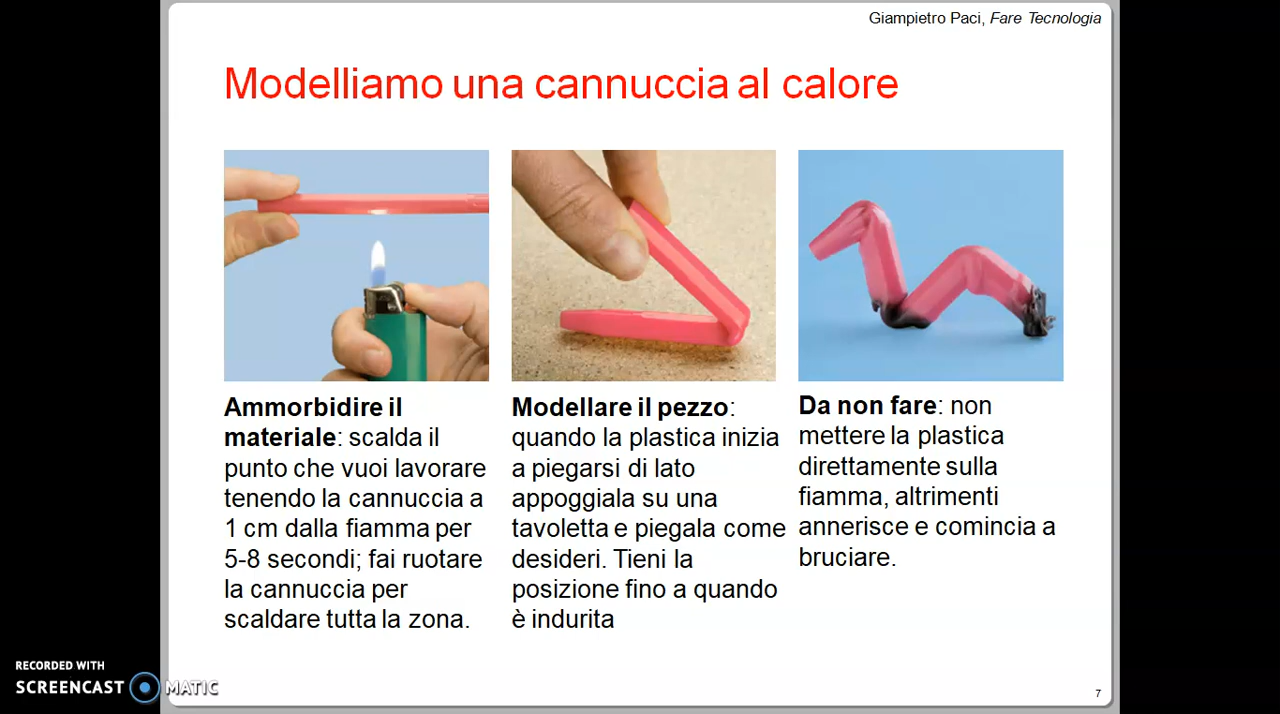 Giampietro Paci, Fare Tecnologia
Modelliamo una cannuccia al calore
Ammorbidire il
materiale: scalda il
punto che vuoi lavorare
tenendo la cannuccia a
1 cm dalla fiamma per
5-8 secondi; fai ruotare
la cannuccia per
scaldare tutta la zona.
Modellare il pezzo:
quando la plastica inizia
a piegarsi di lato
appoggiala su una
tavoletta e piegala come
desideri. Tieni la
posizione fino a quando
è indurita
Da non fare: non
mettere la plastica
direttamente sulla
fiamma, altrimenti
annerisce e comincia a
bruciare.
7
RECORDED WITH
SCREENCAST MATIC